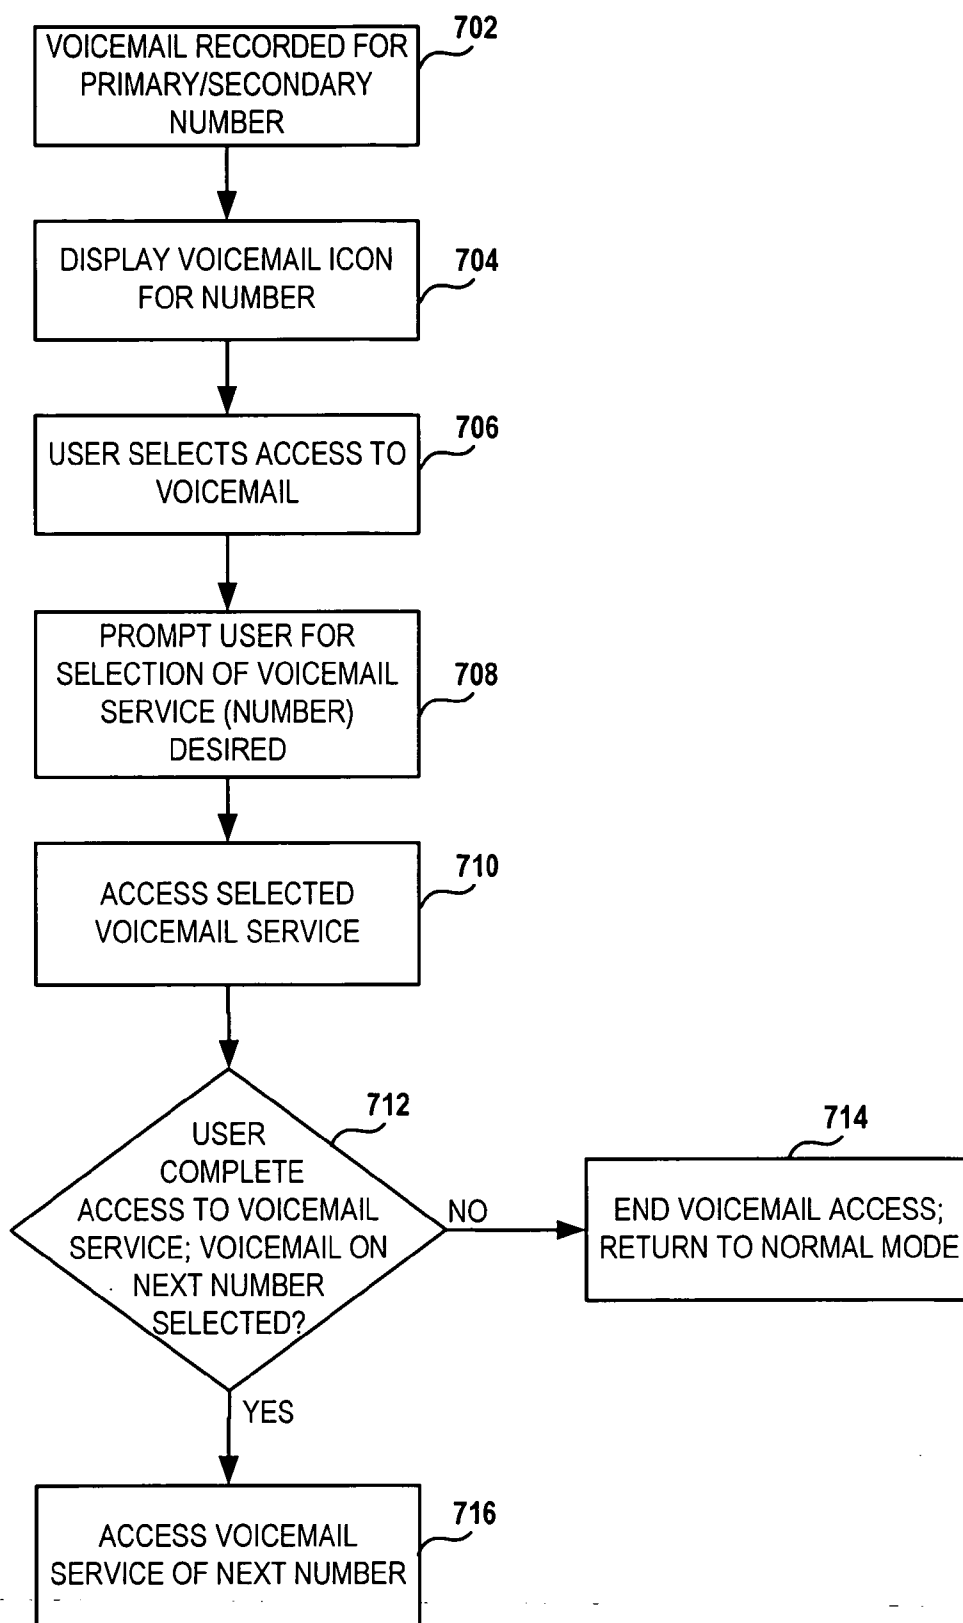 702
VOICEMAIL RECORDED FOR
PRIMARY/SECONDARY
NUMBER
704
DISPLAY VOICEMAIL ICON
FOR NUMBER
706
USER SELECTS ACCESS TO
VOICEMAIL
708
PROMPT USER FOR
SELECTION OF VOICEMAIL
SERVICE (NUMBER)
DESIRED
710
ACCESS SELECTED
VOICEMAIL SERVICE
712
USER
COMPLETE
ACCESS TO VOICEMAIL
SERVICE; VOICEMAIL ON
NEXT NUMBER
SELECTED?
NO
714
END VOICEMAIL ACCESS;
RETURN TO NORMAL MODE
YES
716
ACCESS VOICEMAIL
SERVICE OF NEXT NUMBER